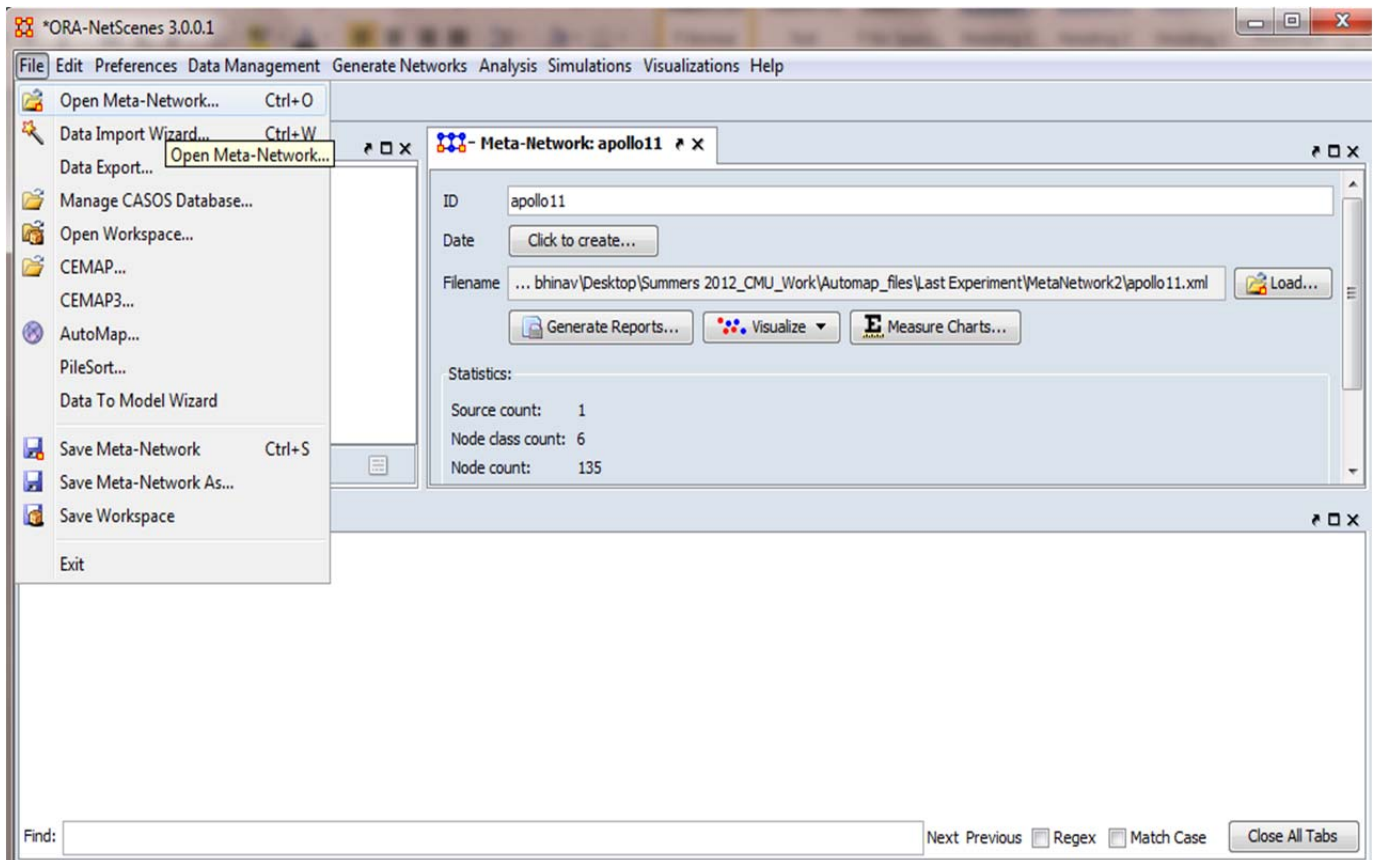 *ORA-NetScenes 3.0.0.1
File Edit Preferences Data Management Generate Networks Analysis Simulations Visualizations Help
Open Meta-Network... Ctrl+O
Data Import Wizard... Ctrl+W
Open Meta-Network...
Data Export...
Manage CASOS Database...
Open Workspace...
CEMAP...
CEMAP3...
AutoMap...
PileSort...
Data To Model Wizard
Save Meta-Network Ctrl+S
Save Meta-Network As...
Save Workspace
Exit
- Meta-Network: apollo11
ID apollo11
Date Click to create...
Filename ... bhinav\Desktop\Summers 2012_CMU_Work\Automap_files\Last Experiment\MetaNetwork2\apollo11.xml Load...
Generate Reports... Visualize Measure Charts...
Statistics:
Source count: 1
Node class count: 6
Node count: 135
Find: Next Previous Regex Match Case Close All Tabs